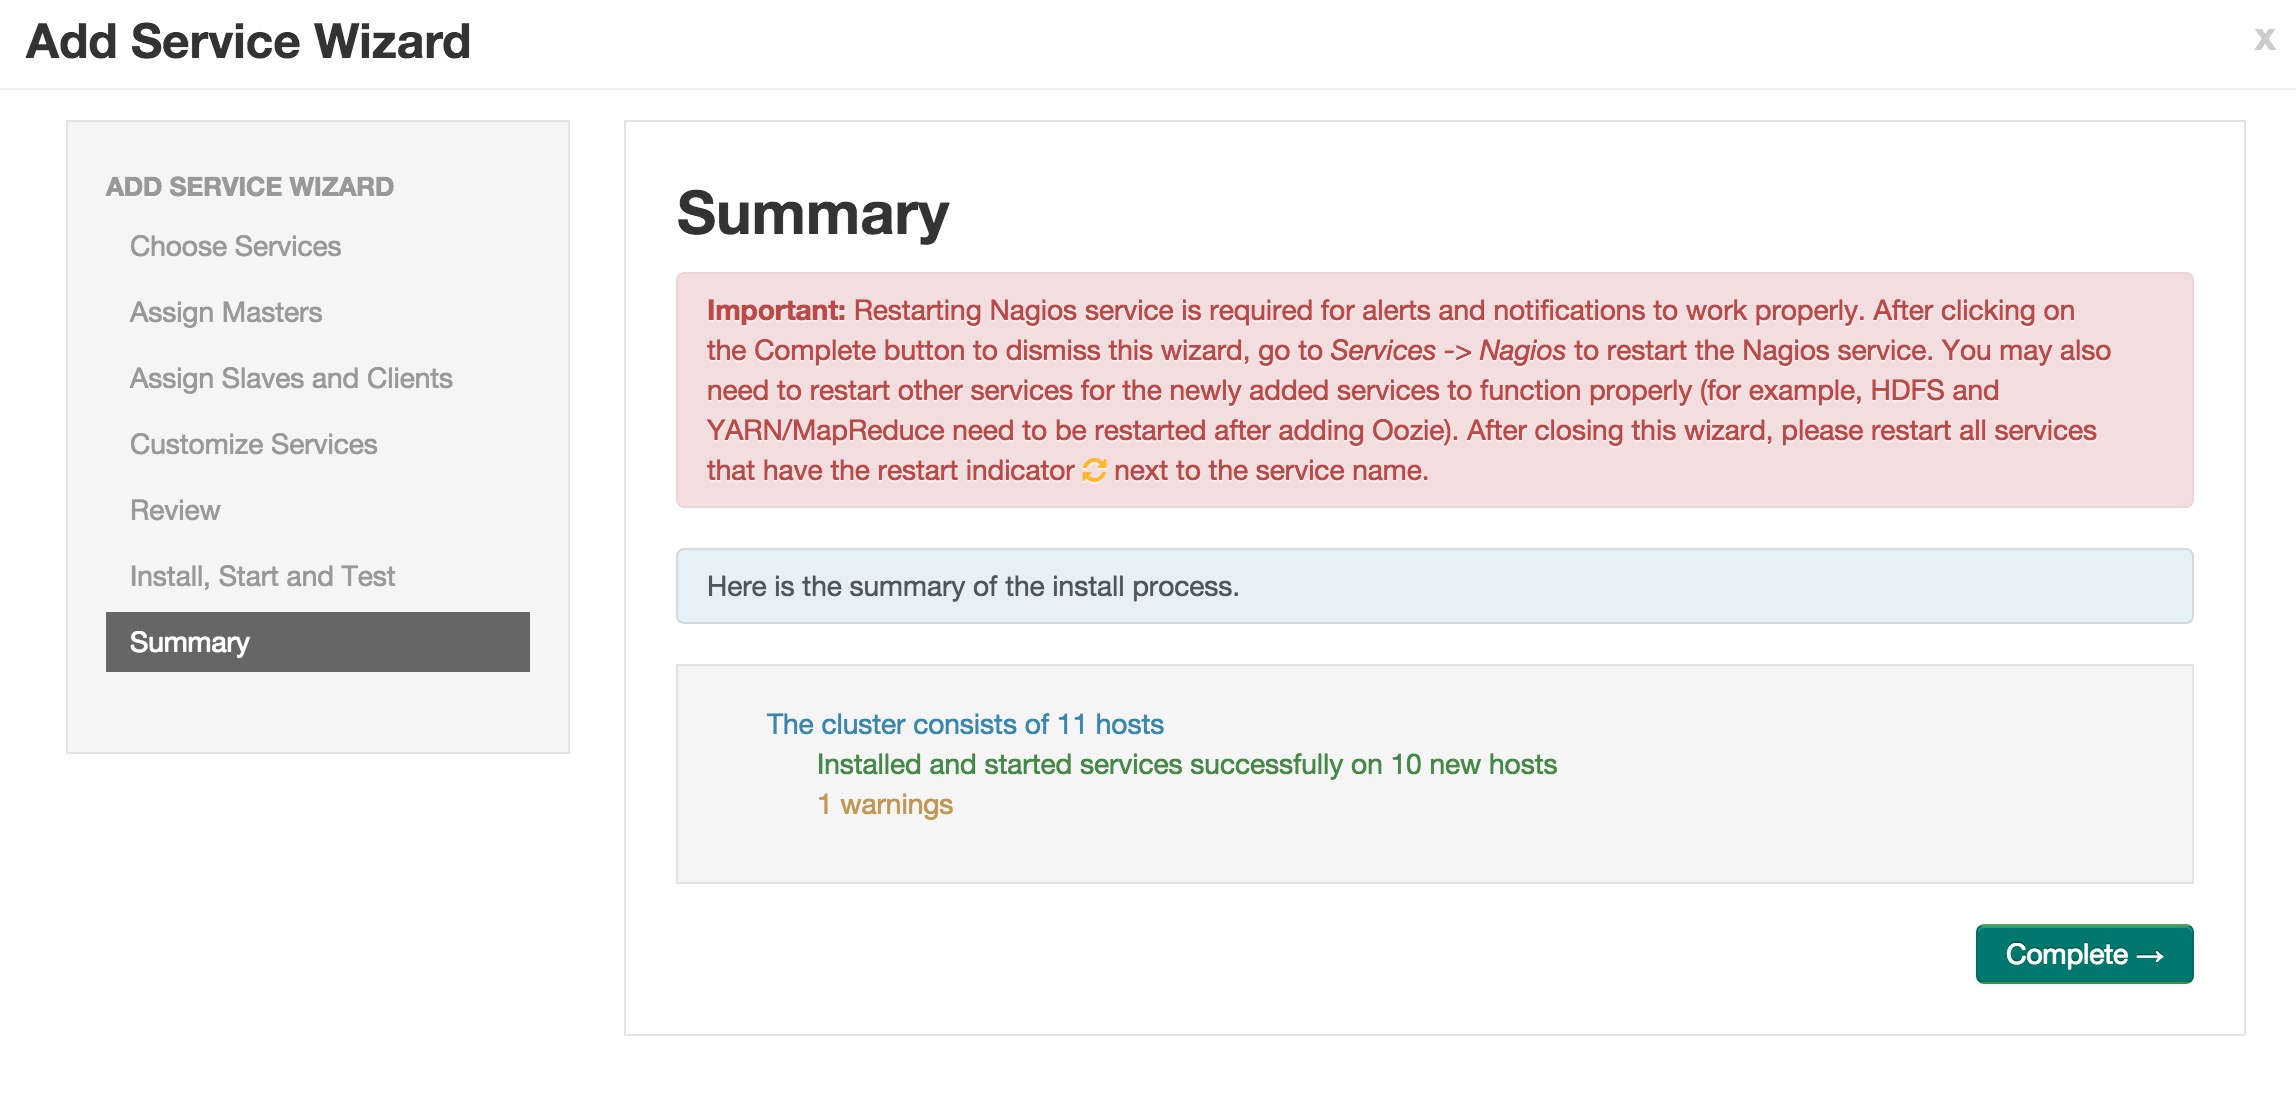 Add Service Wizard
x
ADD SERVICE WIZARD
Choose Services
Assign Masters
Assign Slaves and Clients
Customize Services
Review
Install, Start and Test
Summary
Summary
Important: Restarting Nagios service is required for alerts and notifications to work properly. After clicking on
the Complete button to dismiss this wizard, go to Services -> Nagios to restart the Nagios service. You may also
need to restart other services for the newly added services to function properly (for example, HDFS and
YARN/MapReduce need to be restarted after adding Oozie). After closing this wizard, please restart all services
that have the restart indicator next to the service name.
Here is the summary of the install process.
The cluster consists of 11 hosts
Installed and started services successfully on 10 new hosts
1 warnings
Complete →